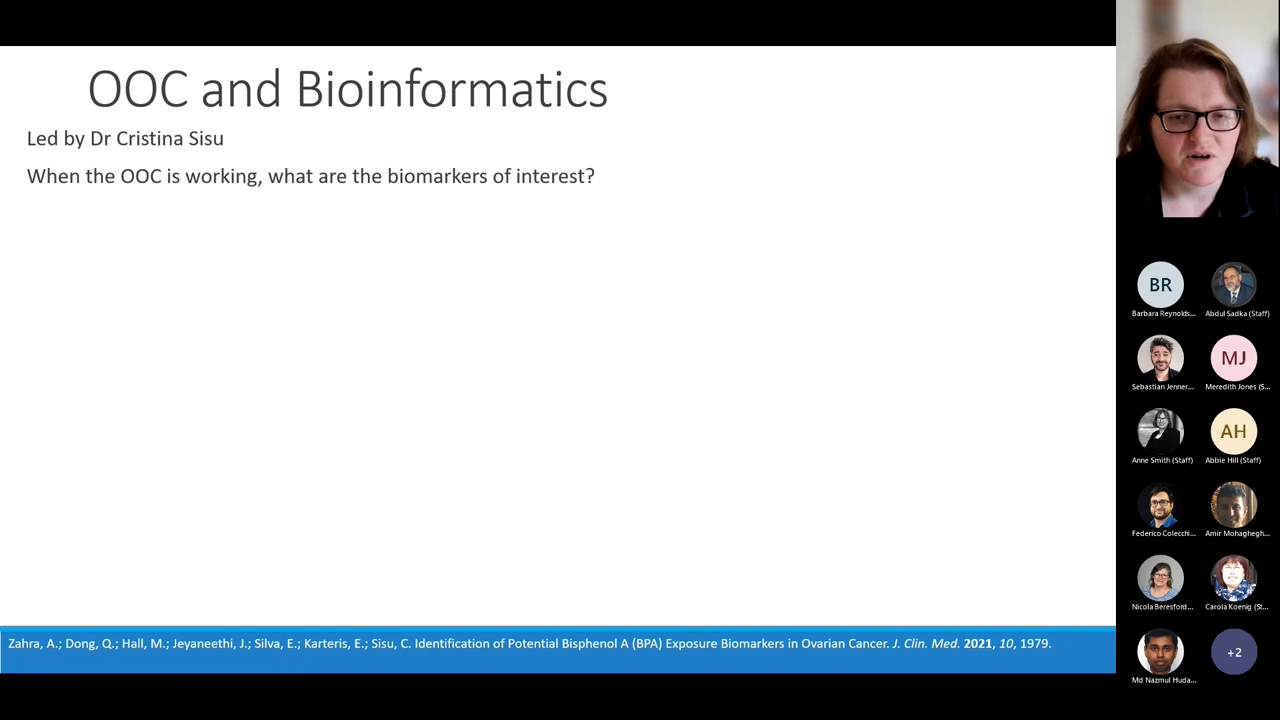 OOC and Bioinformatics
Led by Dr Cristina Sisu
When the OOC is working, what are the biomarkers of interest?
Zahra, A.; Dong, Q.; Hall, M.; Jeyaneethi, J.; Silva, E.; Karteris, E.; Sisu, C. Identification of Potential Bisphenol A (BPA) Exposure Biomarkers in Ovarian Cancer. J. Clin. Med. 2021, 10, 1979.
BR
Barbara Reynolds...
Abdul Sadka (Staff)
Sebastian Jenner...
MJ
Meredith Jones (S...
Anne Smith (Staff)
AH
Abbie Hill (Staff)
Federico Colecchi...
Amir Mohaghegh...
Nicola Beresford...
Carola Koenig (St...
Md Nazmul Huda...
+2